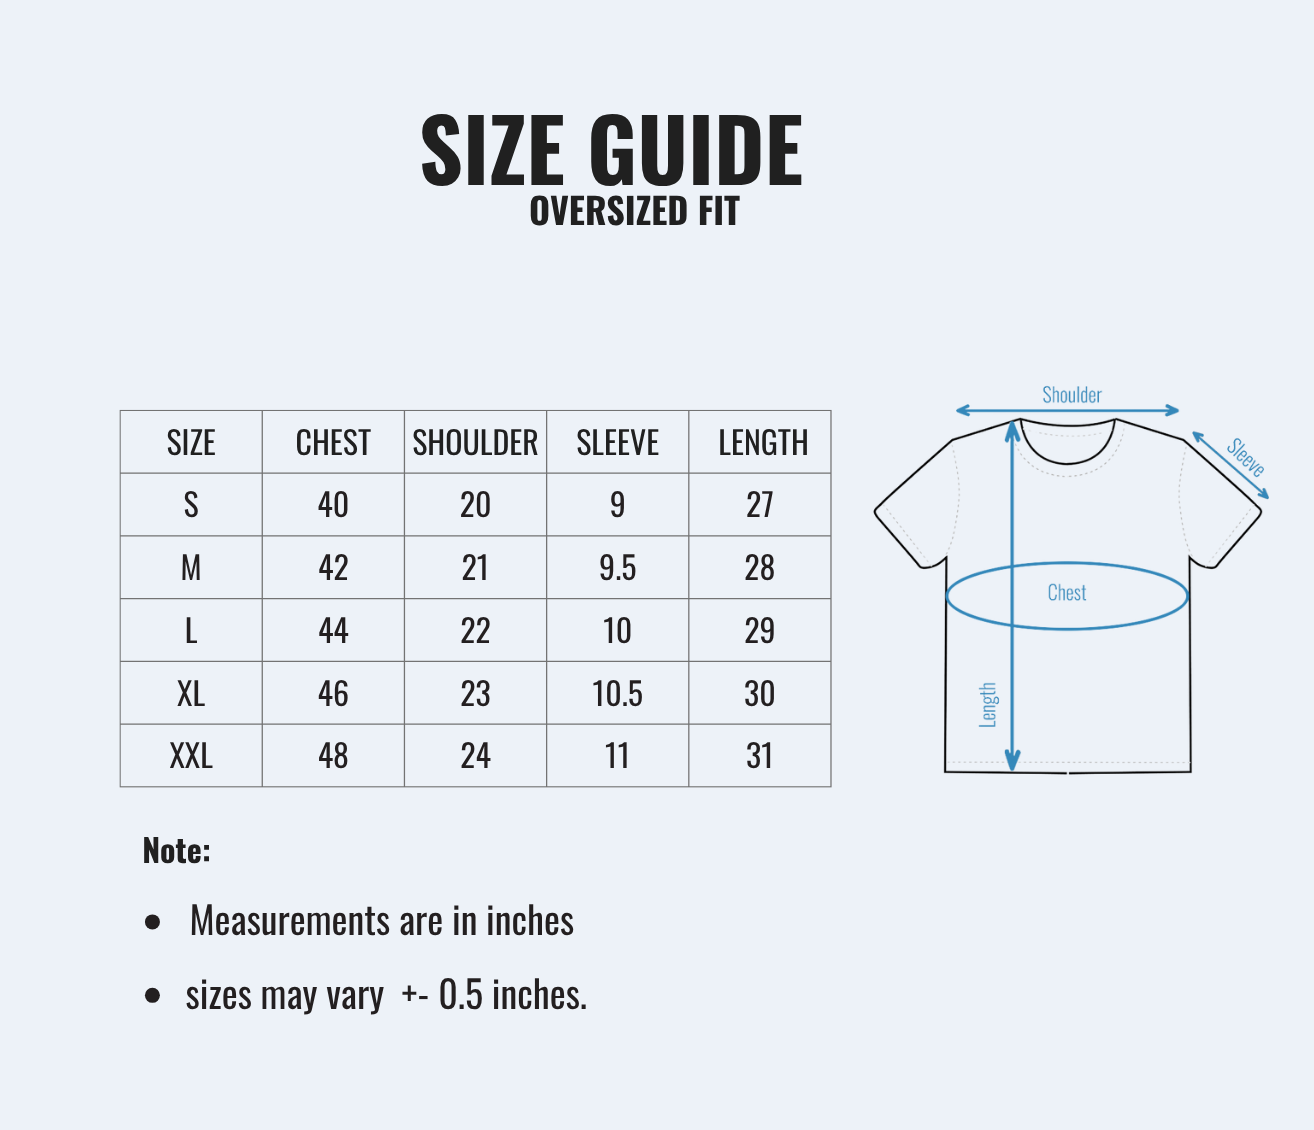 SIZE GUIDE
OVERSIZED FIT
SIZE CHEST SHOULDER SLEEVE LENGTH
S 40 20 9 27
M 42 21 9.5 28
L 44 22 10 29
XL 46 23 10.5 30
XXL 48 24 11 31
Shoulder
Sleeve
Chest
Length
Note:
● Measurements are in inches
● sizes may vary +- 0.5 inches.